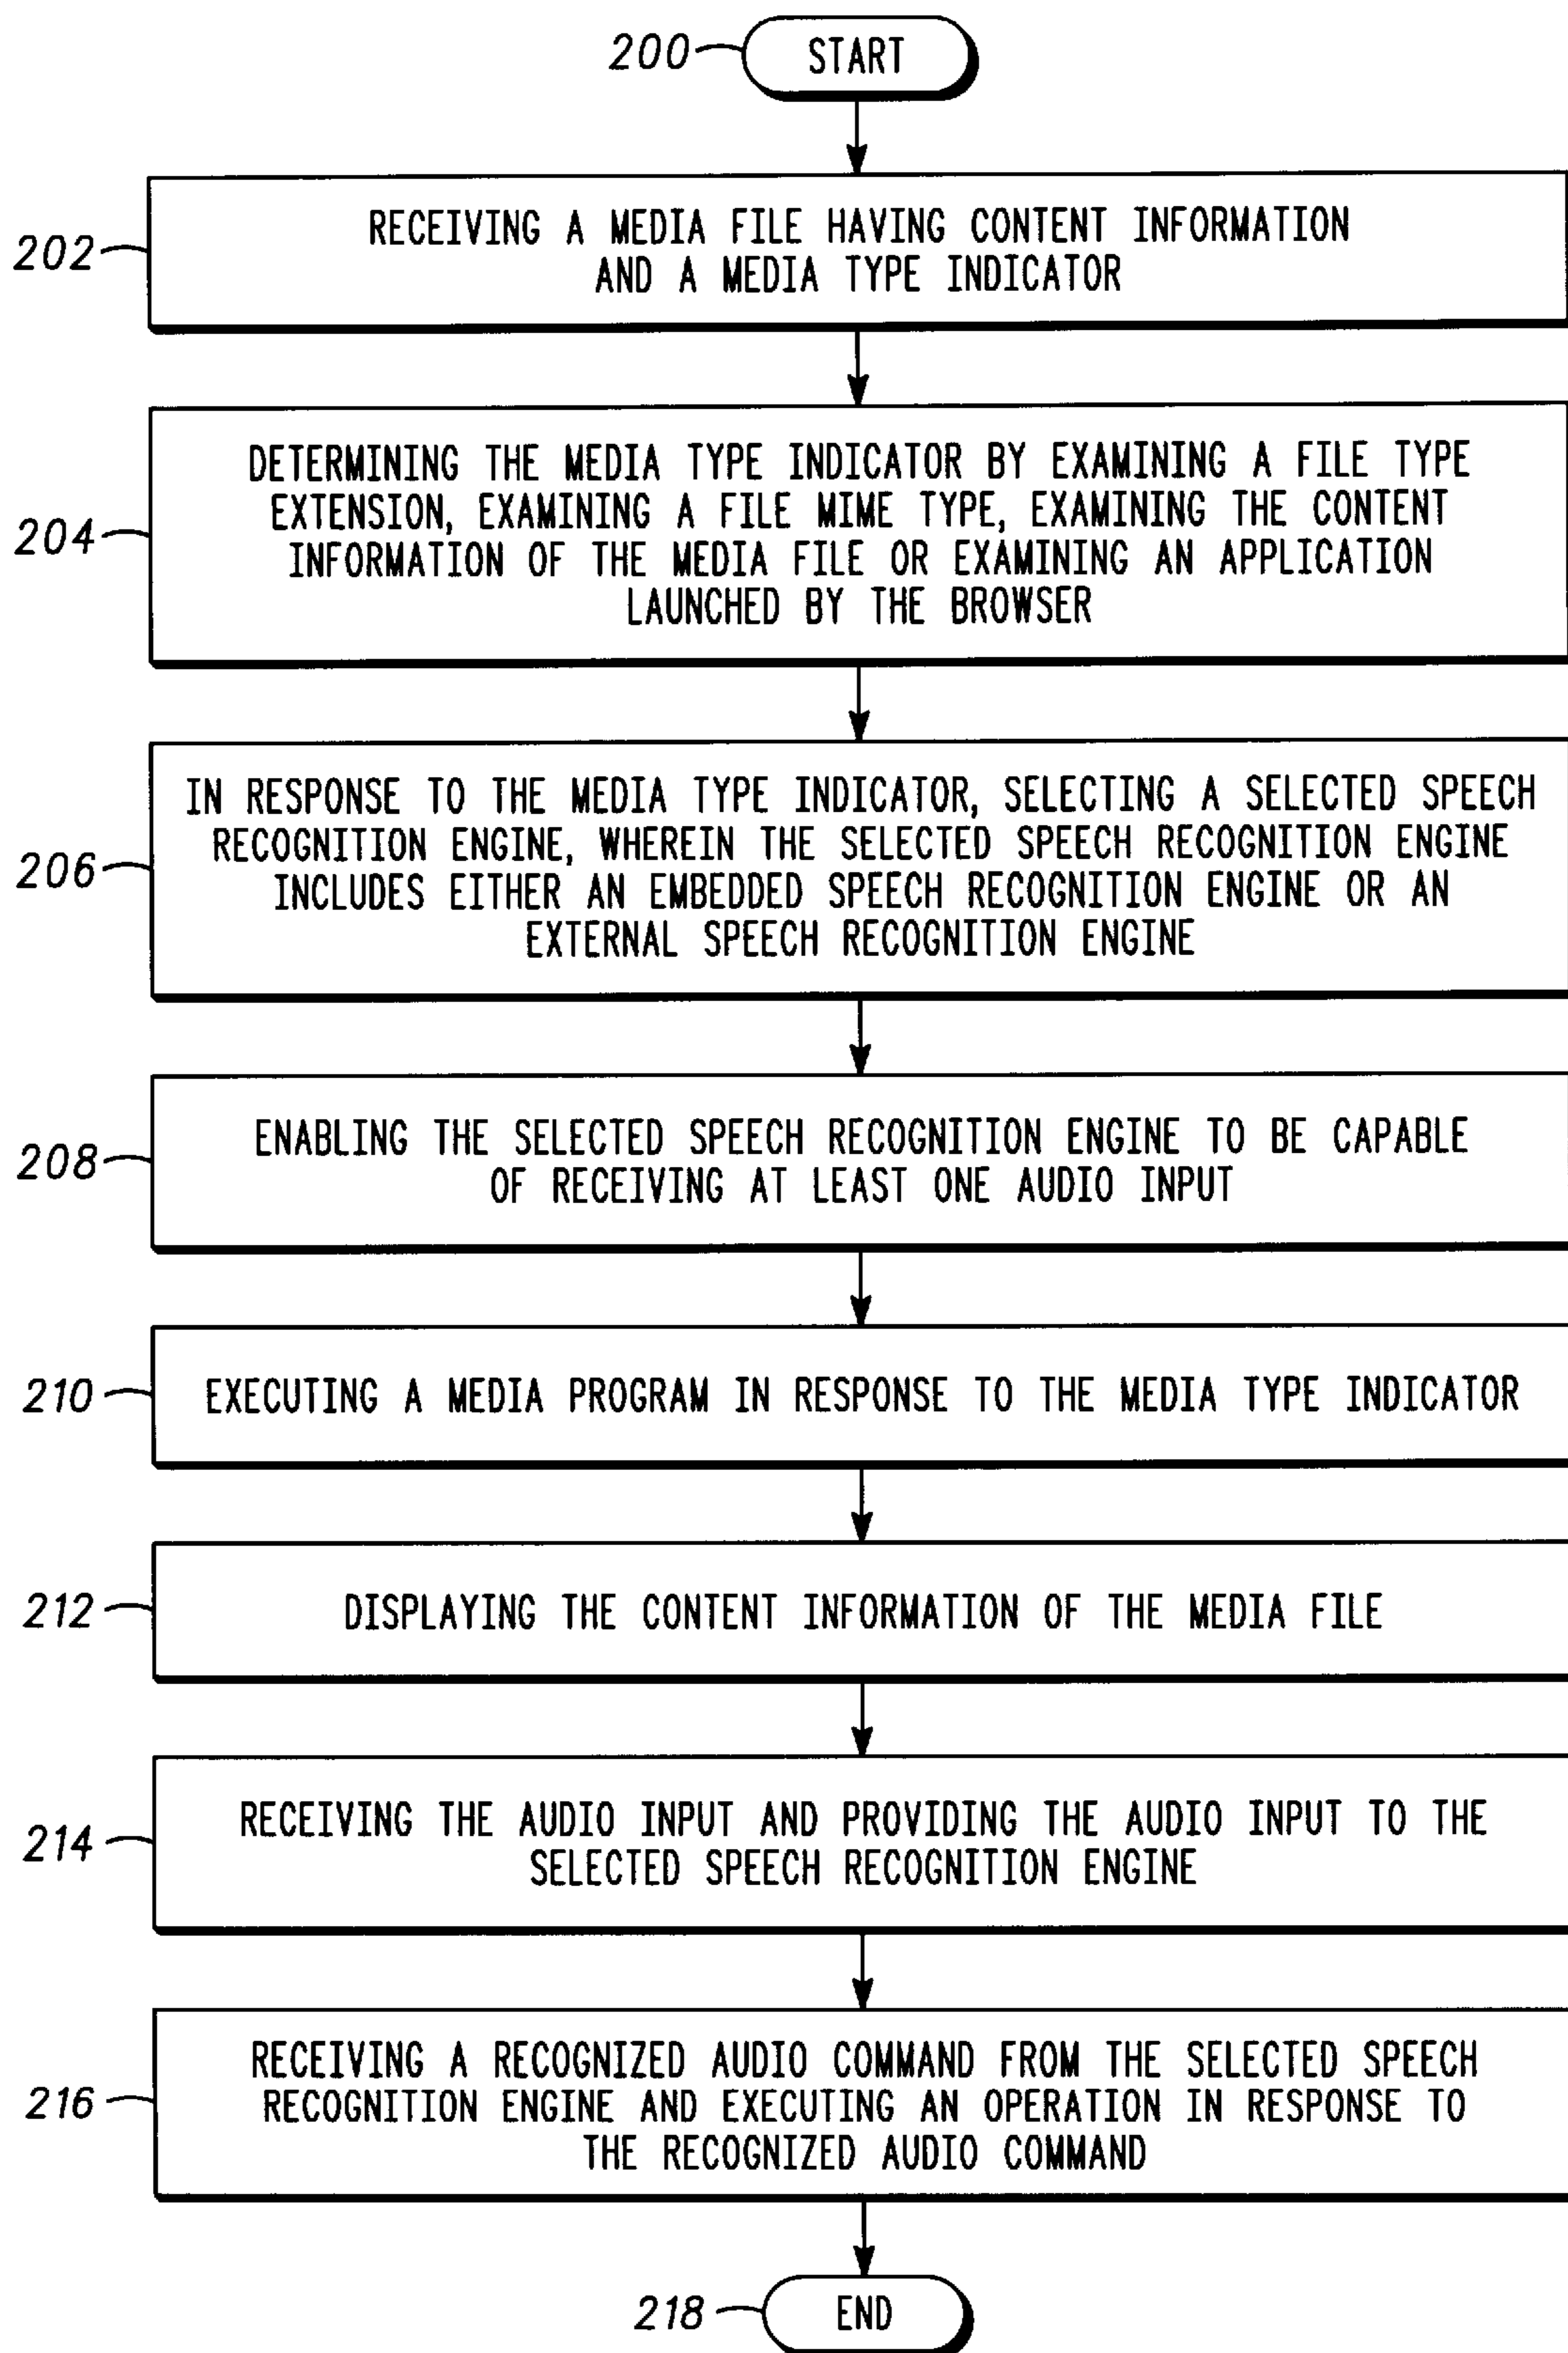 200 START
202 RECEIVING A MEDIA FILE HAVING CONTENT INFORMATION
AND A MEDIA TYPE INDICATOR
204 DETERMINING THE MEDIA TYPE INDICATOR BY EXAMINING A FILE TYPE
EXTENSION, EXAMINING A FILE MIME TYPE, EXAMINING THE CONTENT
INFORMATION OF THE MEDIA FILE OR EXAMINING AN APPLICATION
LAUNCHED BY THE BROWSER
206 IN RESPONSE TO THE MEDIA TYPE INDICATOR, SELECTING A SELECTED SPEECH
RECOGNITION ENGINE, WHEREIN THE SELECTED SPEECH RECOGNITION ENGINE
INCLUDES EITHER AN EMBEDDED SPEECH RECOGNITION ENGINE OR AN
EXTERNAL SPEECH RECOGNITION ENGINE
208 ENABLING THE SELECTED SPEECH RECOGNITION ENGINE TO BE CAPABLE
OF RECEIVING AT LEAST ONE AUDIO INPUT
210 EXECUTING A MEDIA PROGRAM IN RESPONSE TO THE MEDIA TYPE INDICATOR
212 DISPLAYING THE CONTENT INFORMATION OF THE MEDIA FILE
214 RECEIVING THE AUDIO INPUT AND PROVIDING THE AUDIO INPUT TO THE
SELECTED SPEECH RECOGNITION ENGINE
216 RECEIVING A RECOGNIZED AUDIO COMMAND FROM THE SELECTED SPEECH
RECOGNITION ENGINE AND EXECUTING AN OPERATION IN RESPONSE TO
THE RECOGNIZED AUDIO COMMAND
218 END